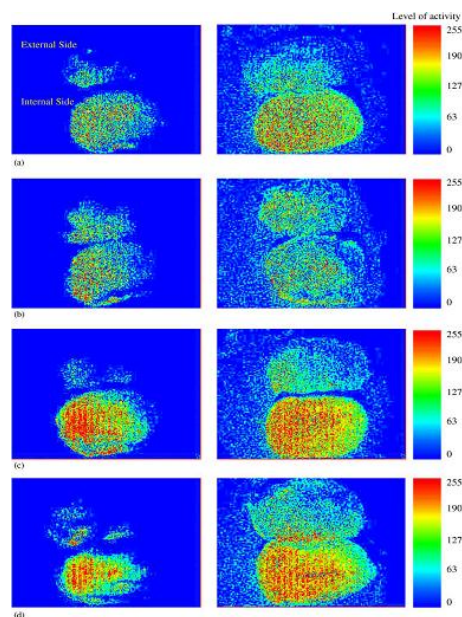 Level of activity
External Side
Internal Side
255
190
127
63
0
(a)
255
190
127
63
0
(b)
255
190
127
63
0
(c)
255
190
127
63
0
(d)